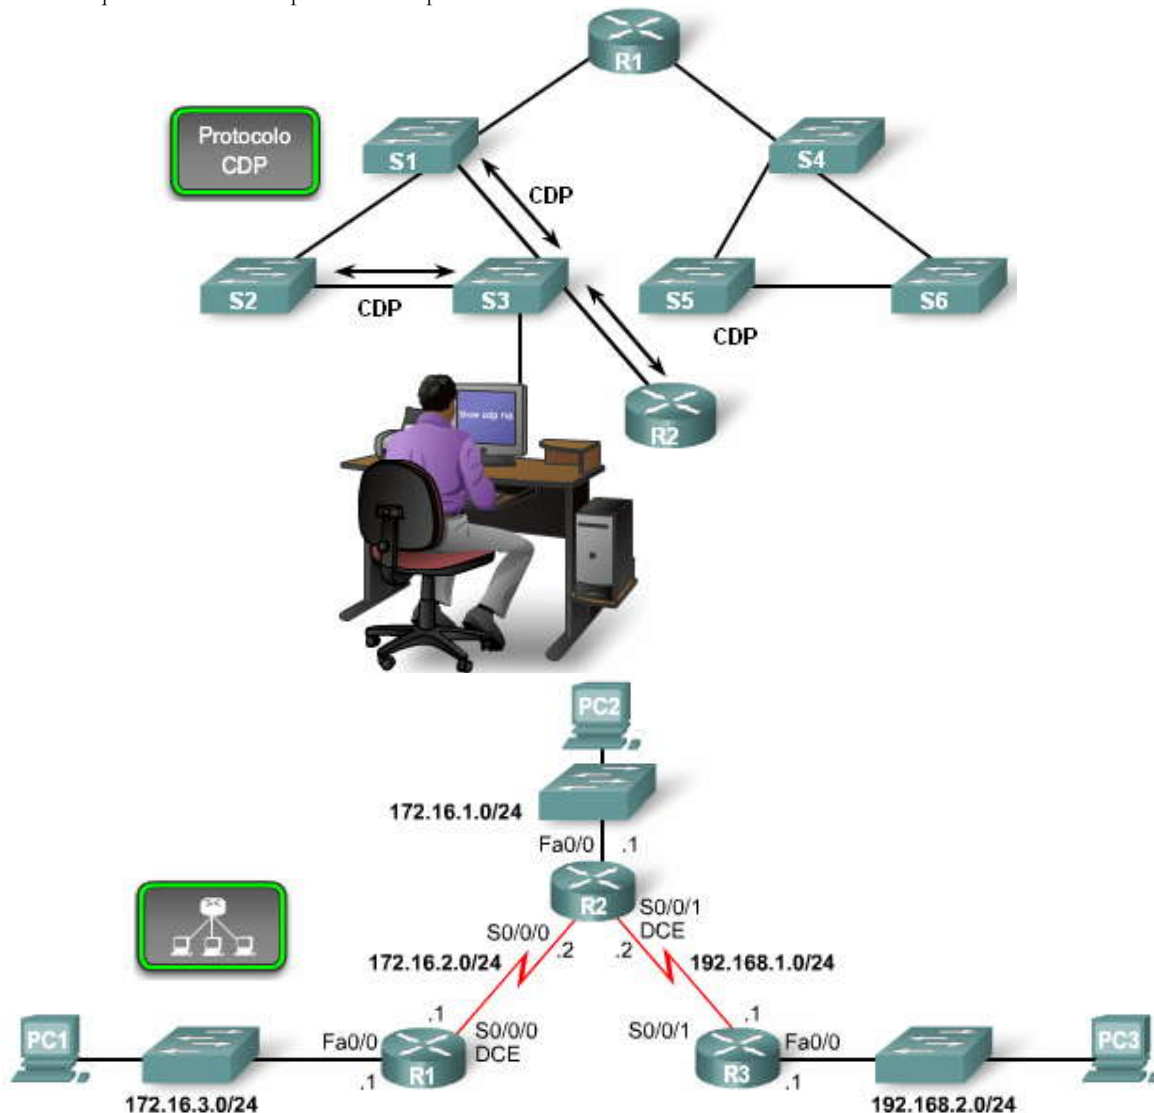 R1
Protocolo
CDP
S1
S4
CDP
S2
S3
S5
S6
CDP
CDP
R2
PC2
172.16.1.0/24
Fa0/0 .1
R2
S0/0/1
DCE
S0/0/0
.2 .2
172.16.2.0/24
192.168.1.0/24
.1 .1
PC1
Fa0/0
S0/0/0
DCE
S0/0/1
Fa0/0
PC3
R1
R3
.1 .1
172.16.3.0/24
192.168.2.0/24